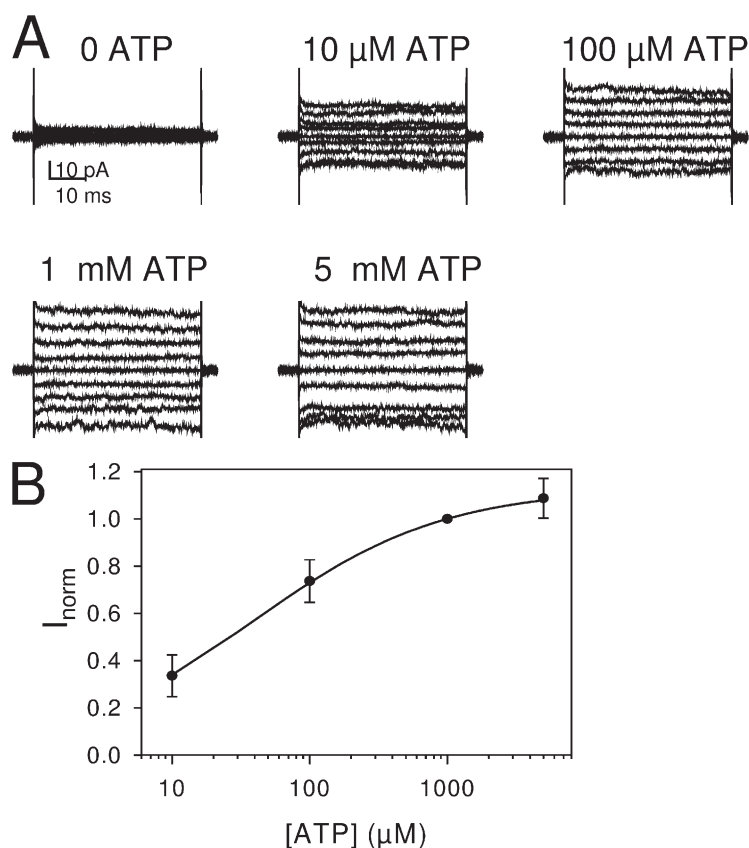 A
0 ATP
10 µM ATP
100 µM ATP
10 pA
10 ms
1 mM ATP
5 mM ATP
B
1.2
1.0
0.8
0.6
0.4
0.2
0.0
Inorm
10
100
1000
[ATP] (µM)